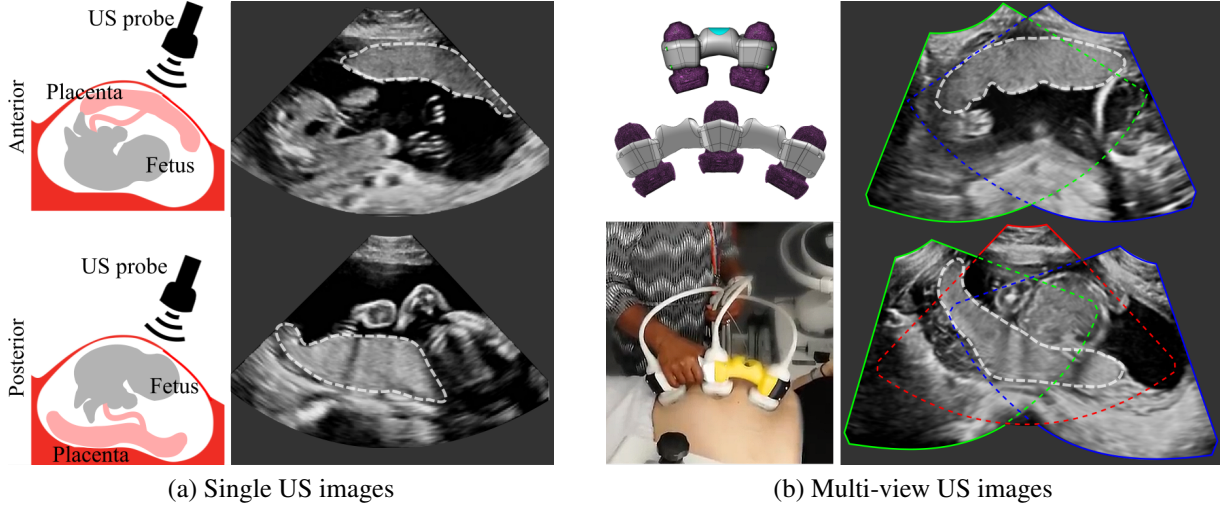 Anterior
US probe
Placenta
Fetus
Posterior
US probe
Fetus
Placenta
(a) Single US images
(b) Multi-view US images